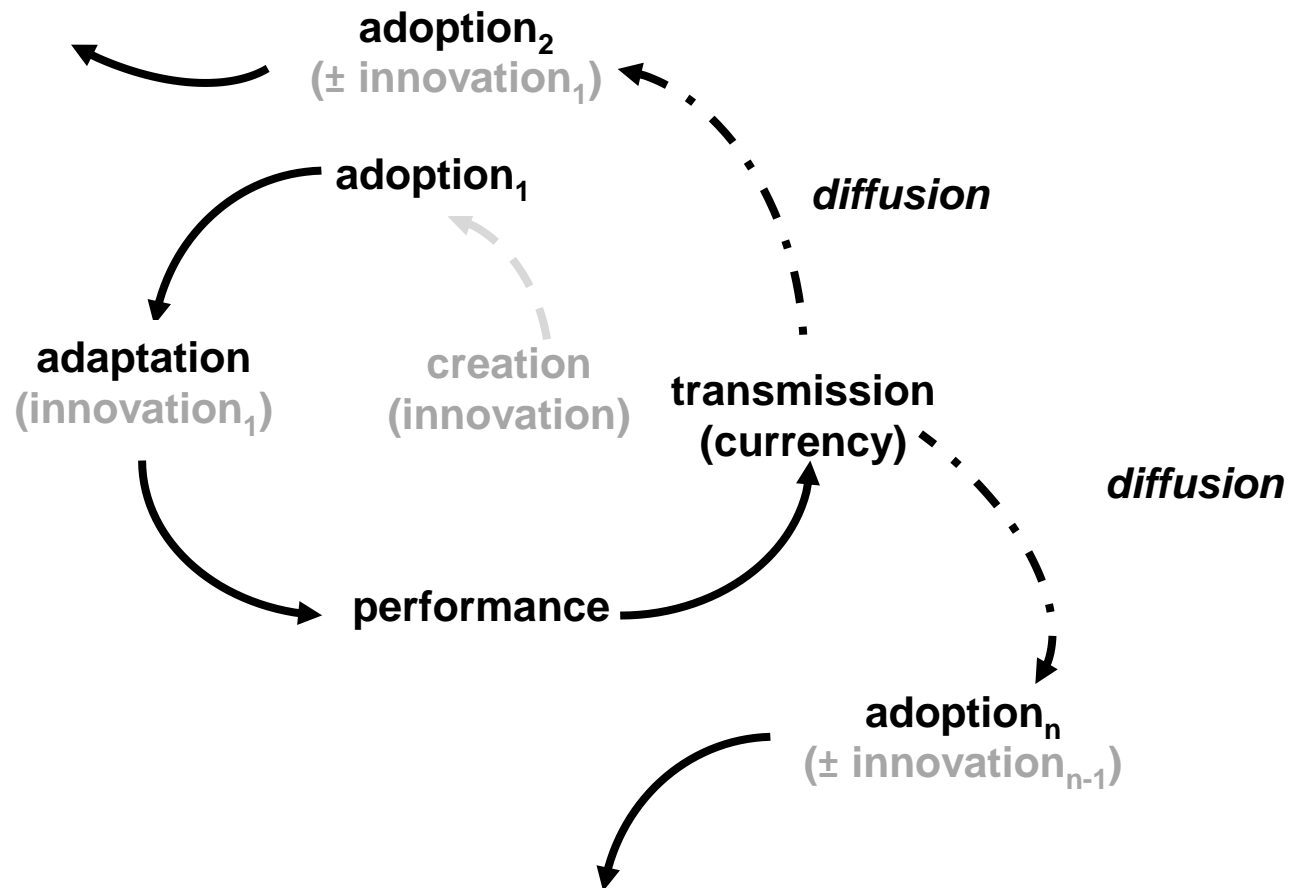 adoption₂
(± innovation₁)
adoption₁
diffusion
adaptation
(innovation₁)
creation
(innovation)
transmission
(currency)
diffusion
performance
adoptionₙ
(± innovationₙ₋₁)